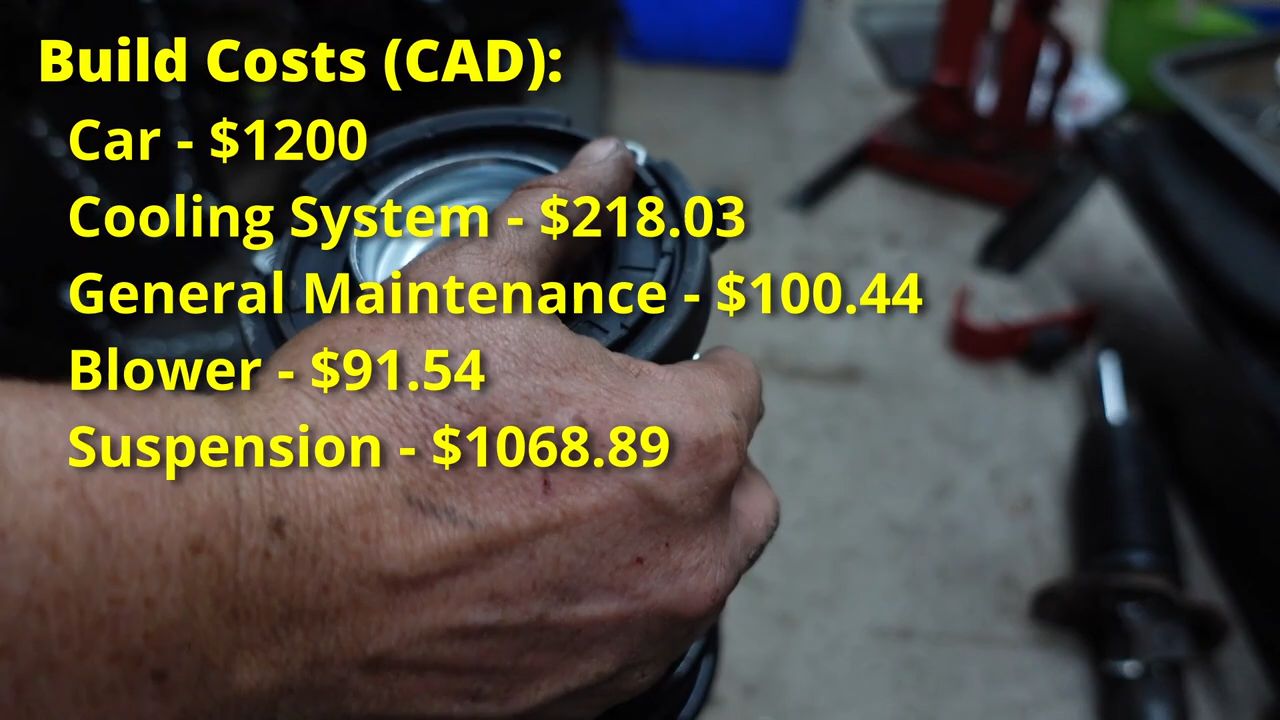 Build Costs (CAD):
Car - $1200
Cooling System - $218.03
General Maintenance - $100.44
Blower - $91.54
Suspension - $1068.89